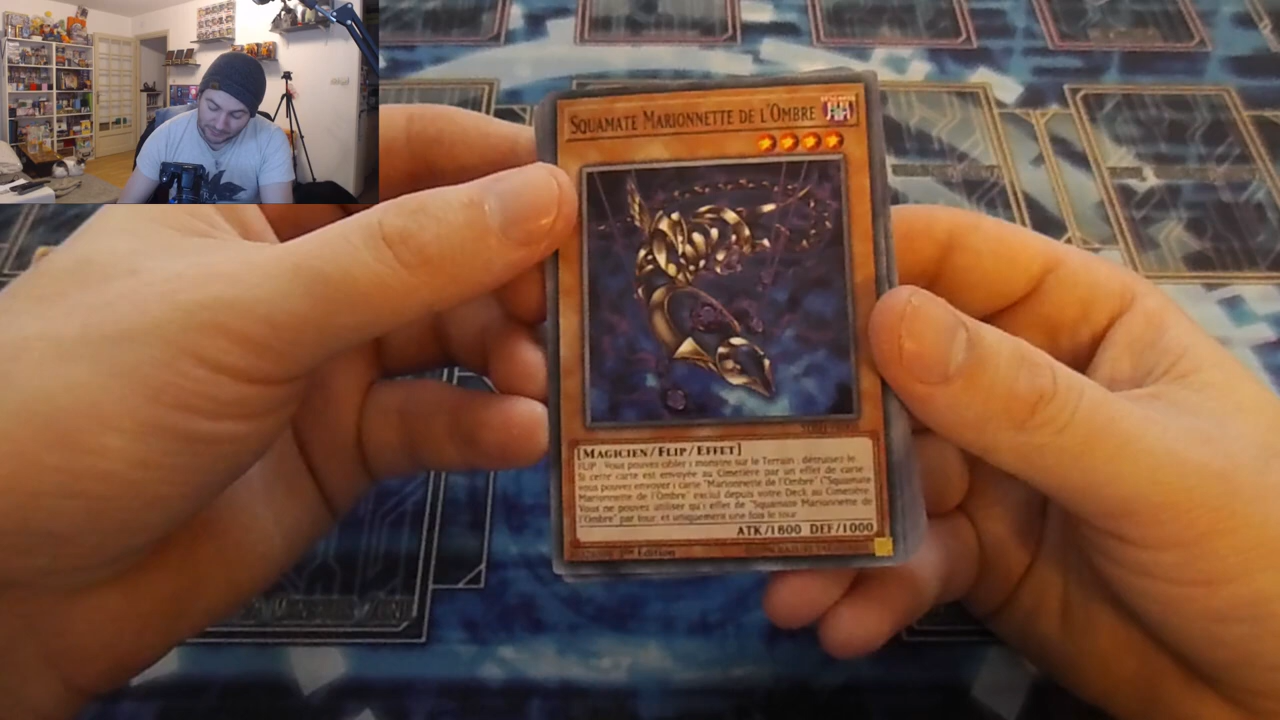 SQUAMATE MARIONNETTE DE L'OMBRE
[MAGICIEN/FLIP/EFFET]
FLIP : Vous pouvez cibler 1 monstre sur le Terrain ; détruisez-le.
Si cette carte est envoyée au Cimetière par un effet de carte :
vous pouvez envoyer 1 carte "Marionnette de l'Ombre" ("Squamate
Marionnette de l'Ombre" exclu) depuis votre Deck au Cimetière.
Vous ne pouvez utiliser qu'1 effet de "Squamate Marionnette de
l'Ombre" par tour, et uniquement une fois le tour.
ATK/1800 DEF/1000
1st Edition